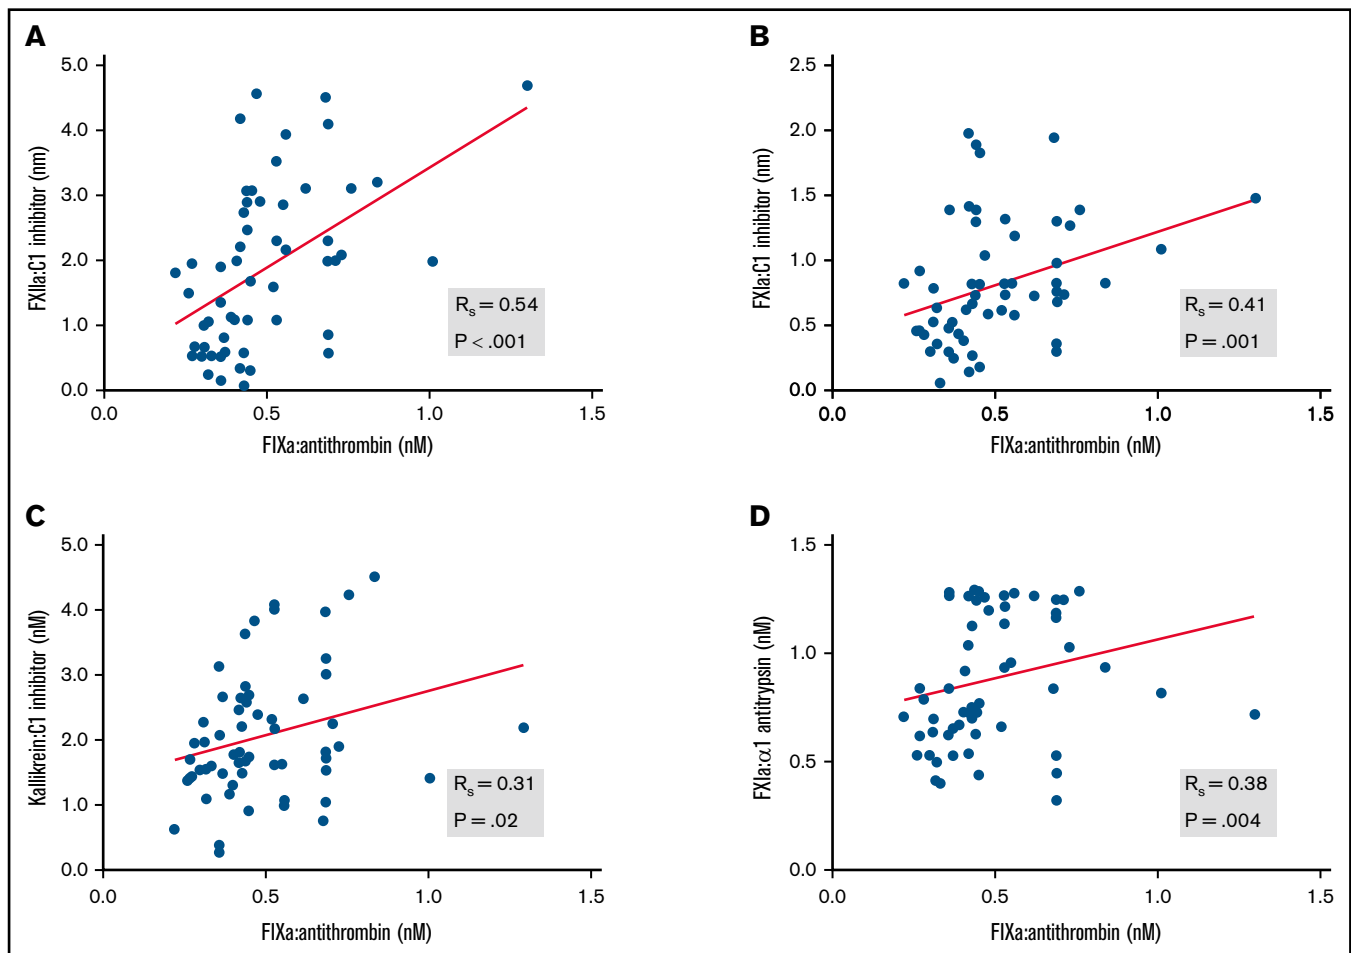 A
5.0
4.0
3.0
2.0
1.0
0.0
FXIIa:C1 inhibitor (nm)
0.0 0.5 1.0 1.5
FIXa:antithrombin (nM)
Rs = 0.54
P < .001
B
2.5
2.0
1.5
1.0
0.5
0.0
FXIa:C1 inhibitor (nm)
0.0 0.5 1.0 1.5
FIXa:antithrombin (nM)
Rs = 0.41
P = .001
C
5.0
4.0
3.0
2.0
1.0
0.0
Kallikrein:C1 inhibitor (nM)
0.0 0.5 1.0 1.5
FIXa:antithrombin (nM)
Rs = 0.31
P = .02
D
1.5
1.0
0.5
0.0
FXIa:α1 antitrypsin (nM)
0.0 0.5 1.0 1.5
FIXa:antithrombin (nM)
Rs = 0.38
P = .004